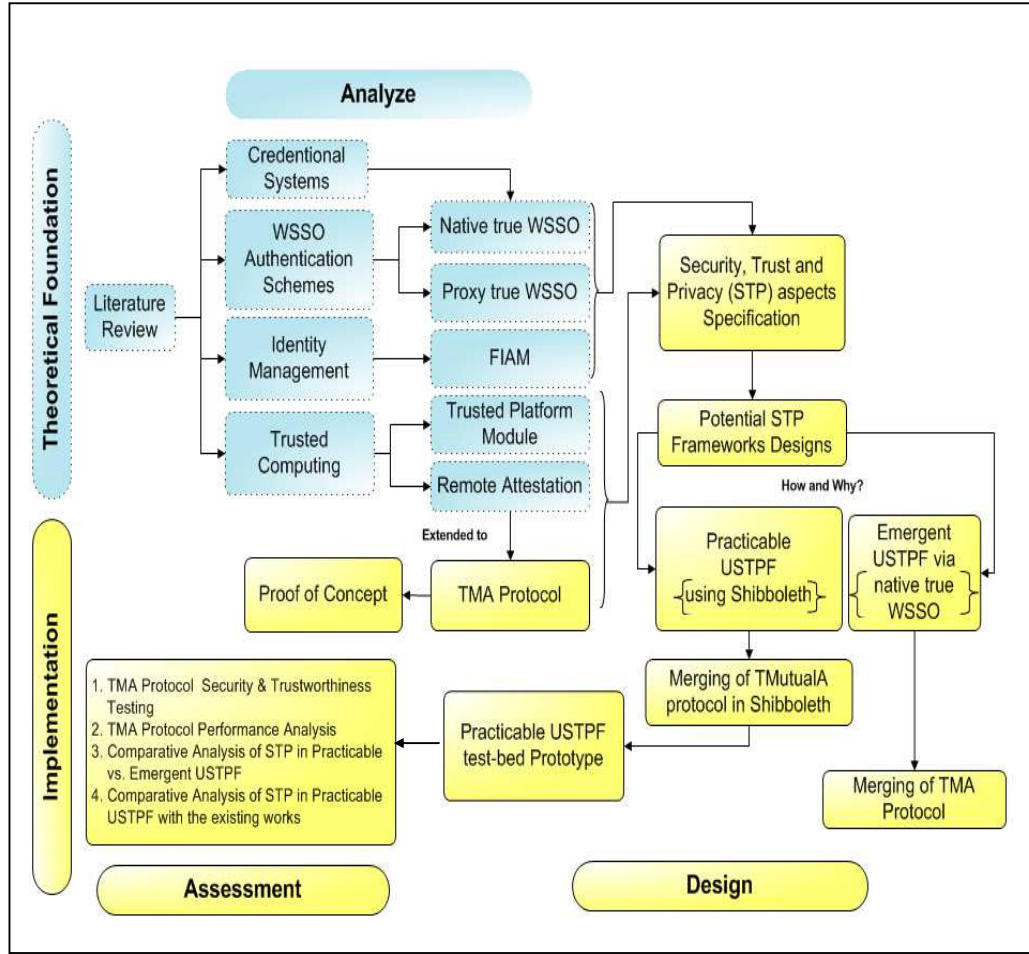 Analyze
Theoretical Foundation
Credentional
Systems
WSSO
Authentication
Schemes
Native true WSSO
Proxy true WSSO
Literature
Review
Identity
Management
FIAM
Trusted
Computing
Trusted Platform
Module
Remote Attestation
Security, Trust and
Privacy (STP) aspects
Specification
Potential STP
Frameworks Designs
How and Why?
Implementation
Extended to
Proof of Concept
TMA Protocol
Practicable
USTPF
using Shibboleth
Emergent
USTPF via
native true
WSSO
Merging of TMutualA
protocol in Shibboleth
Practicable USTPF
test-bed Prototype
1. TMA Protocol Security & Trustworthiness
Testing
2. TMA Protocol Performance Analysis
3. Comparative Analysis of STP in Practicable
vs. Emergent USTPF
4. Comparative Analysis of STP in Practicable
USTPF with the existing works
Merging of TMA
Protocol
Assessment
Design